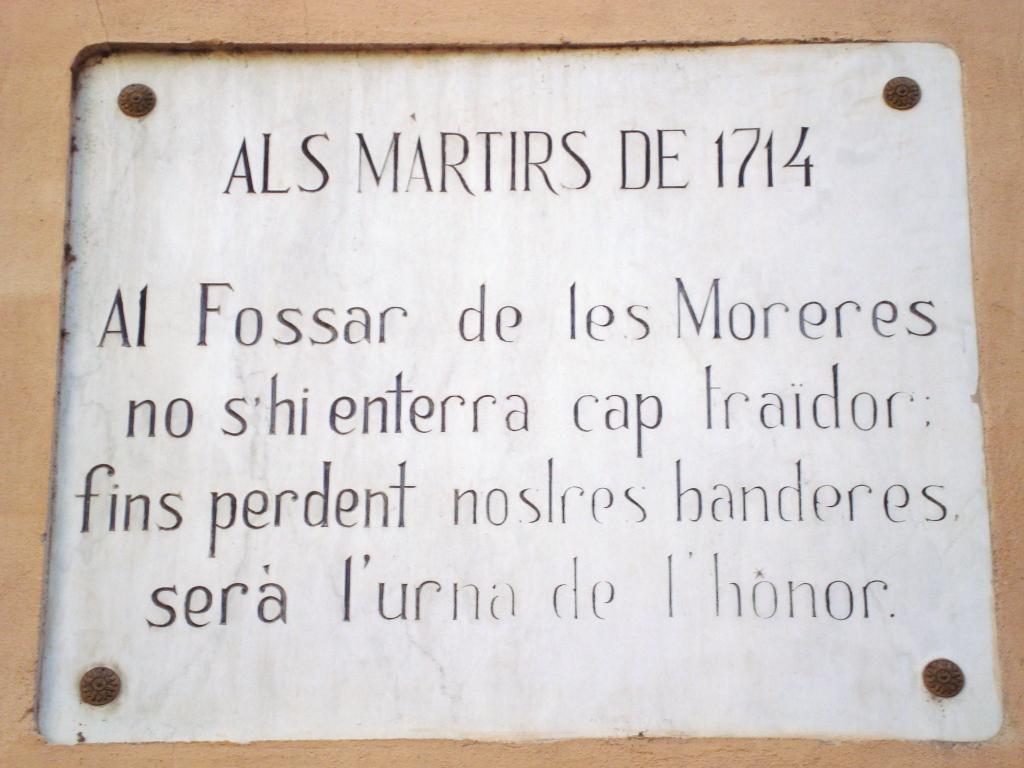 ALS MÀRTIRS DE 1714
Al Fossar de les Moreres
no s'hi enterra cap traïdor;
fins perdent nostres banderes,
serà l'urna de l'hònor.